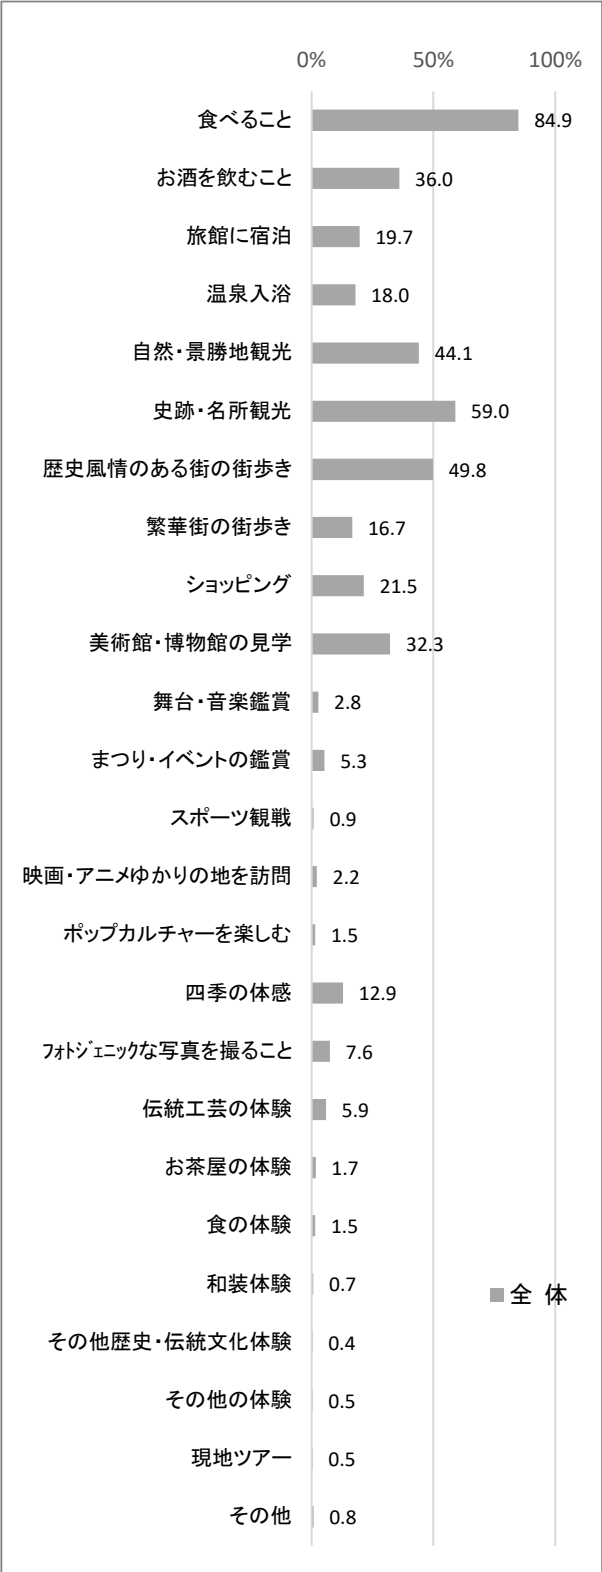 0% 50% 100%
食べること 84.9
お酒を飲むこと 36.0
旅館に宿泊 19.7
温泉入浴 18.0
自然・景勝地観光 44.1
史跡・名所観光 59.0
歴史風情のある街の街歩き 49.8
繁華街の街歩き 16.7
ショッピング 21.5
美術館・博物館の見学 32.3
舞台・音楽鑑賞 2.8
まつり・イベントの鑑賞 5.3
スポーツ観戦 0.9
映画・アニメゆかりの地を訪問 2.2
ポップカルチャーを楽しむ 1.5
四季の体感 12.9
ﾌｫﾄｼﾞｪﾆｯｸな写真を撮ること 7.6
伝統工芸の体験 5.9
お茶屋の体験 1.7
食の体験 1.5
和装体験 0.7
全 体
その他歴史・伝統文化体験 0.4
その他の体験 0.5
現地ツアー 0.5
その他 0.8